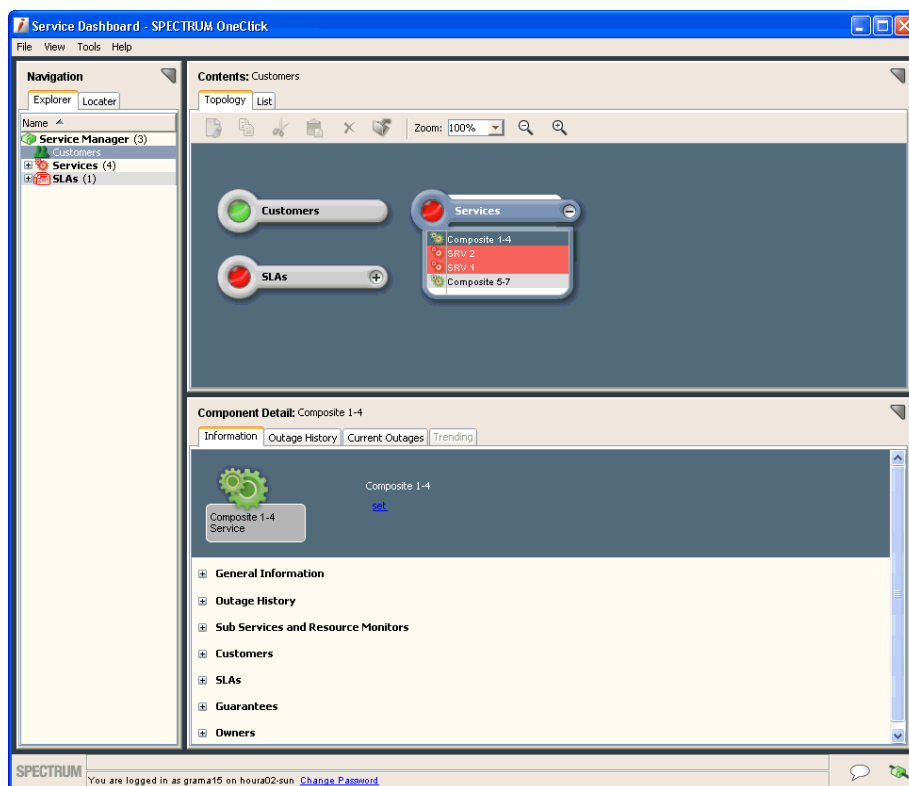 Service Dashboard - SPECTRUM OneClick
File View Tools Help
Navigation
Explorer Locater
Name
Service Manager (3)
Customers
Services (4)
SLAs (1)
Contents: Customers
Topology List
Zoom: 100%
Customers
Services
Composite 1-4
SRV 2
SRV 1
Composite 5-7
SLAs
Component Detail: Composite 1-4
Information Outage History Current Outages Trending
Composite 1-4
set
Composite 1-4
Service
General Information
Outage History
Sub Services and Resource Monitors
Customers
SLAs
Guarantees
Owners
SPECTRUM
You are logged in as grama15 on houra02-sun Change Password